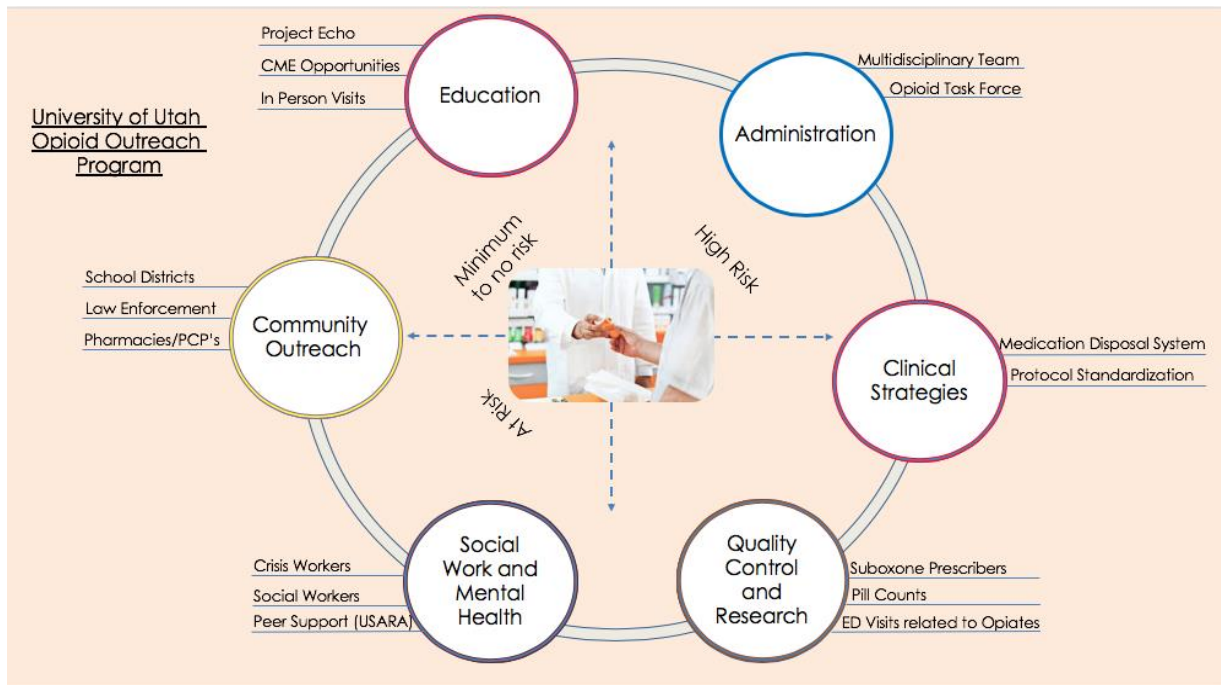 University of Utah
Opioid Outreach
Program
Project Echo
CME Opportunities
In Person Visits
Education
Multidisciplinary Team
Opioid Task Force
Administration
Minimum
to no risk
High Risk
At Risk
School Districts
Law Enforcement
Pharmacies/PCP's
Community
Outreach
Medication Disposal System
Protocol Standardization
Clinical
Strategies
Crisis Workers
Social Workers
Peer Support (USARA)
Social
Work and
Mental
Health
Quality
Control
and
Research
Suboxone Prescribers
Pill Counts
ED Visits related to Opiates